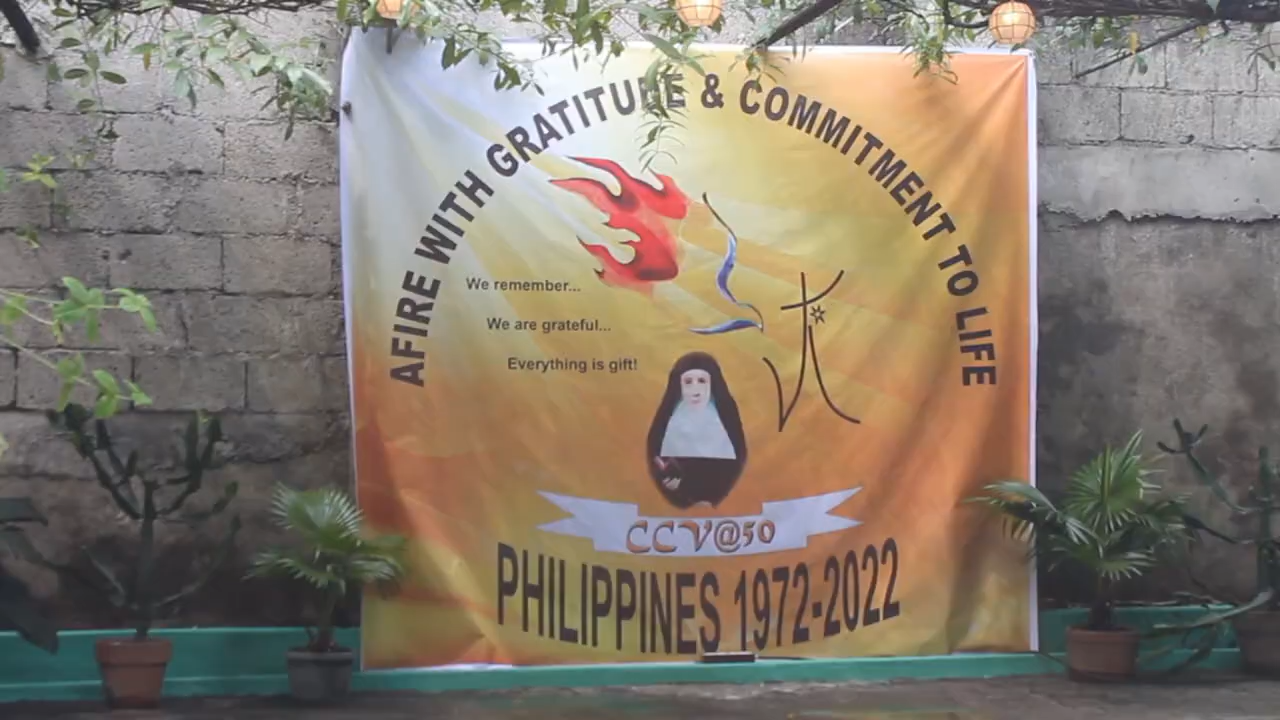 AFIRE WITH GRATITUDE & COMMITMENT TO LIFE
We remember...
We are grateful...
Everything is gift!
CCV@50
PHILIPPINES 1972-2022